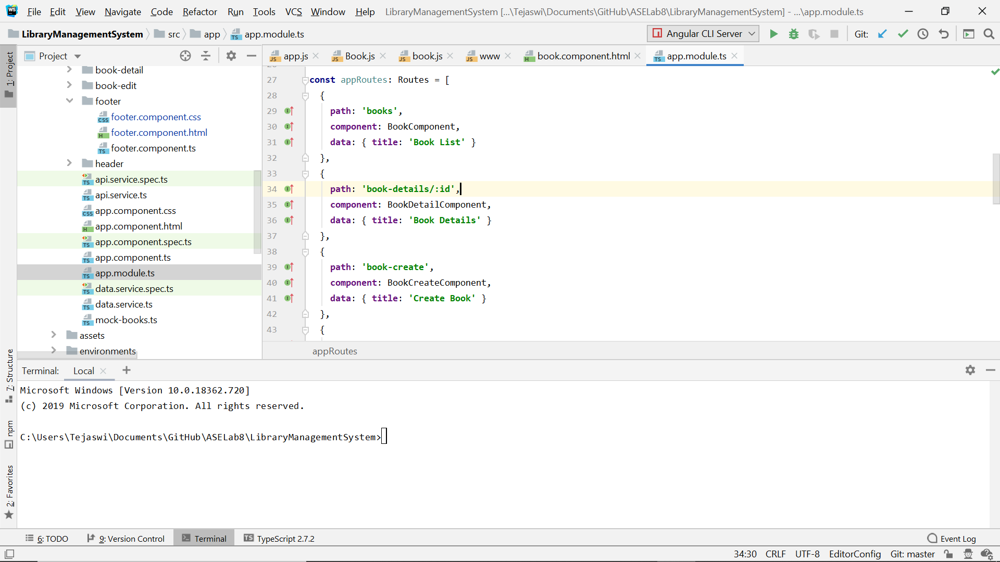 WS File Edit View Navigate Code Refactor Run Tools VCS Window Help LibraryManagementSystem [...\Tejaswi\Documents\GitHub\ASELab8\LibraryManagementSystem] - ...\app.module.ts
LibraryManagementSystem src app app.module.ts Angular CLI Server Git:
1: Project
Project
book-detail
book-edit
footer
footer.component.css
footer.component.html
footer.component.ts
header
api.service.spec.ts
api.service.ts
app.component.css
app.component.html
app.component.spec.ts
app.component.ts
app.module.ts
data.service.spec.ts
data.service.ts
mock-books.ts
assets
environments
app.js Book.js book.js www book.component.html app.module.ts
27 const appRoutes: Routes = [
28 {
29 path: 'books',
30 component: BookComponent,
31 data: { title: 'Book List' }
32 },
33 {
34 path: 'book-details/:id',
35 component: BookDetailComponent,
36 data: { title: 'Book Details' }
37 },
38 {
39 path: 'book-create',
40 component: BookCreateComponent,
41 data: { title: 'Create Book' }
42 },
43 {
appRoutes
7: Structure
npm
2: Favorites
Terminal: Local
Microsoft Windows [Version 10.0.18362.720]
(c) 2019 Microsoft Corporation. All rights reserved.
C:\Users\Tejaswi\Documents\GitHub\ASELab8\LibraryManagementSystem>
6: TODO 9: Version Control Terminal TS TypeScript 2.7.2 Event Log
34:30 CRLF UTF-8 EditorConfig Git: master